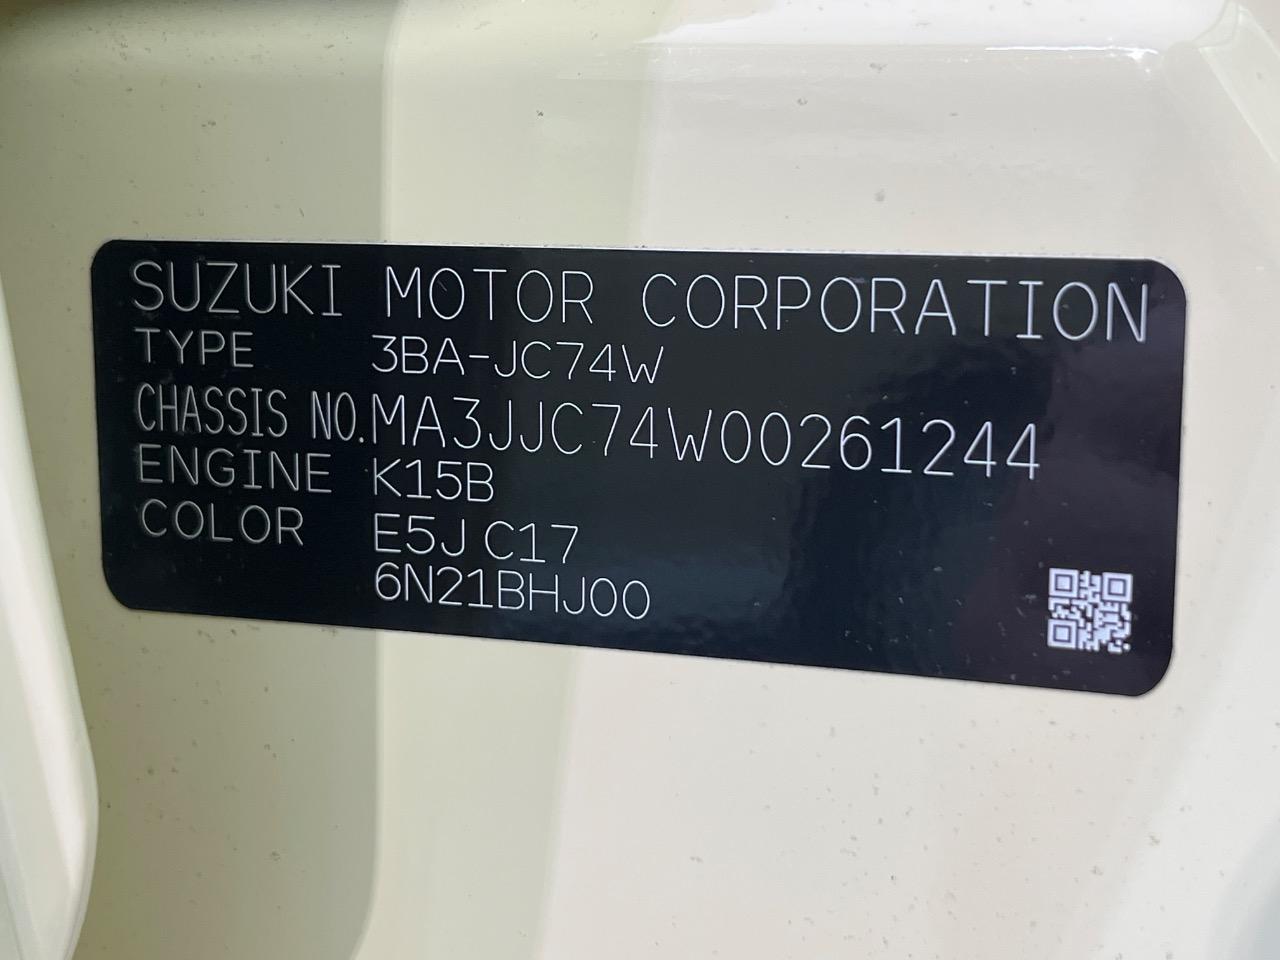 SUZUKI MOTOR CORPORATION
TYPE 3BA-JC74W
CHASSIS NO. MA3JJC74W00261244
ENGINE K15B
COLOR E5J C17
6N21BHJ00